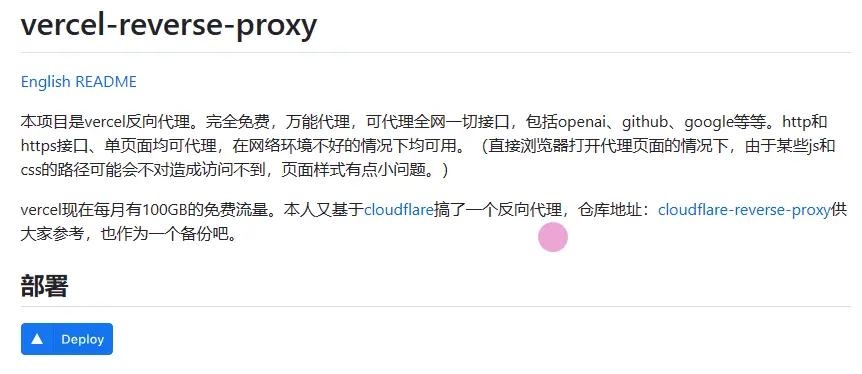 vercel-reverse-proxy
English README
本项目是vercel反向代理。完全免费，万能代理，可代理全网一切接口，包括openai、github、google等等。http和
https接口、单页面均可代理，在网络环境不好的情况下均可用。（直接浏览器打开代理页面的情况下，由于某些js和
css的路径可能会不对造成访问不到，页面样式有点小问题。）
vercel现在每月有100GB的免费流量。本人又基于cloudflare搞了一个反向代理，仓库地址：cloudflare-reverse-proxy供
大家参考，也作为一个备份吧。
部署
Deploy